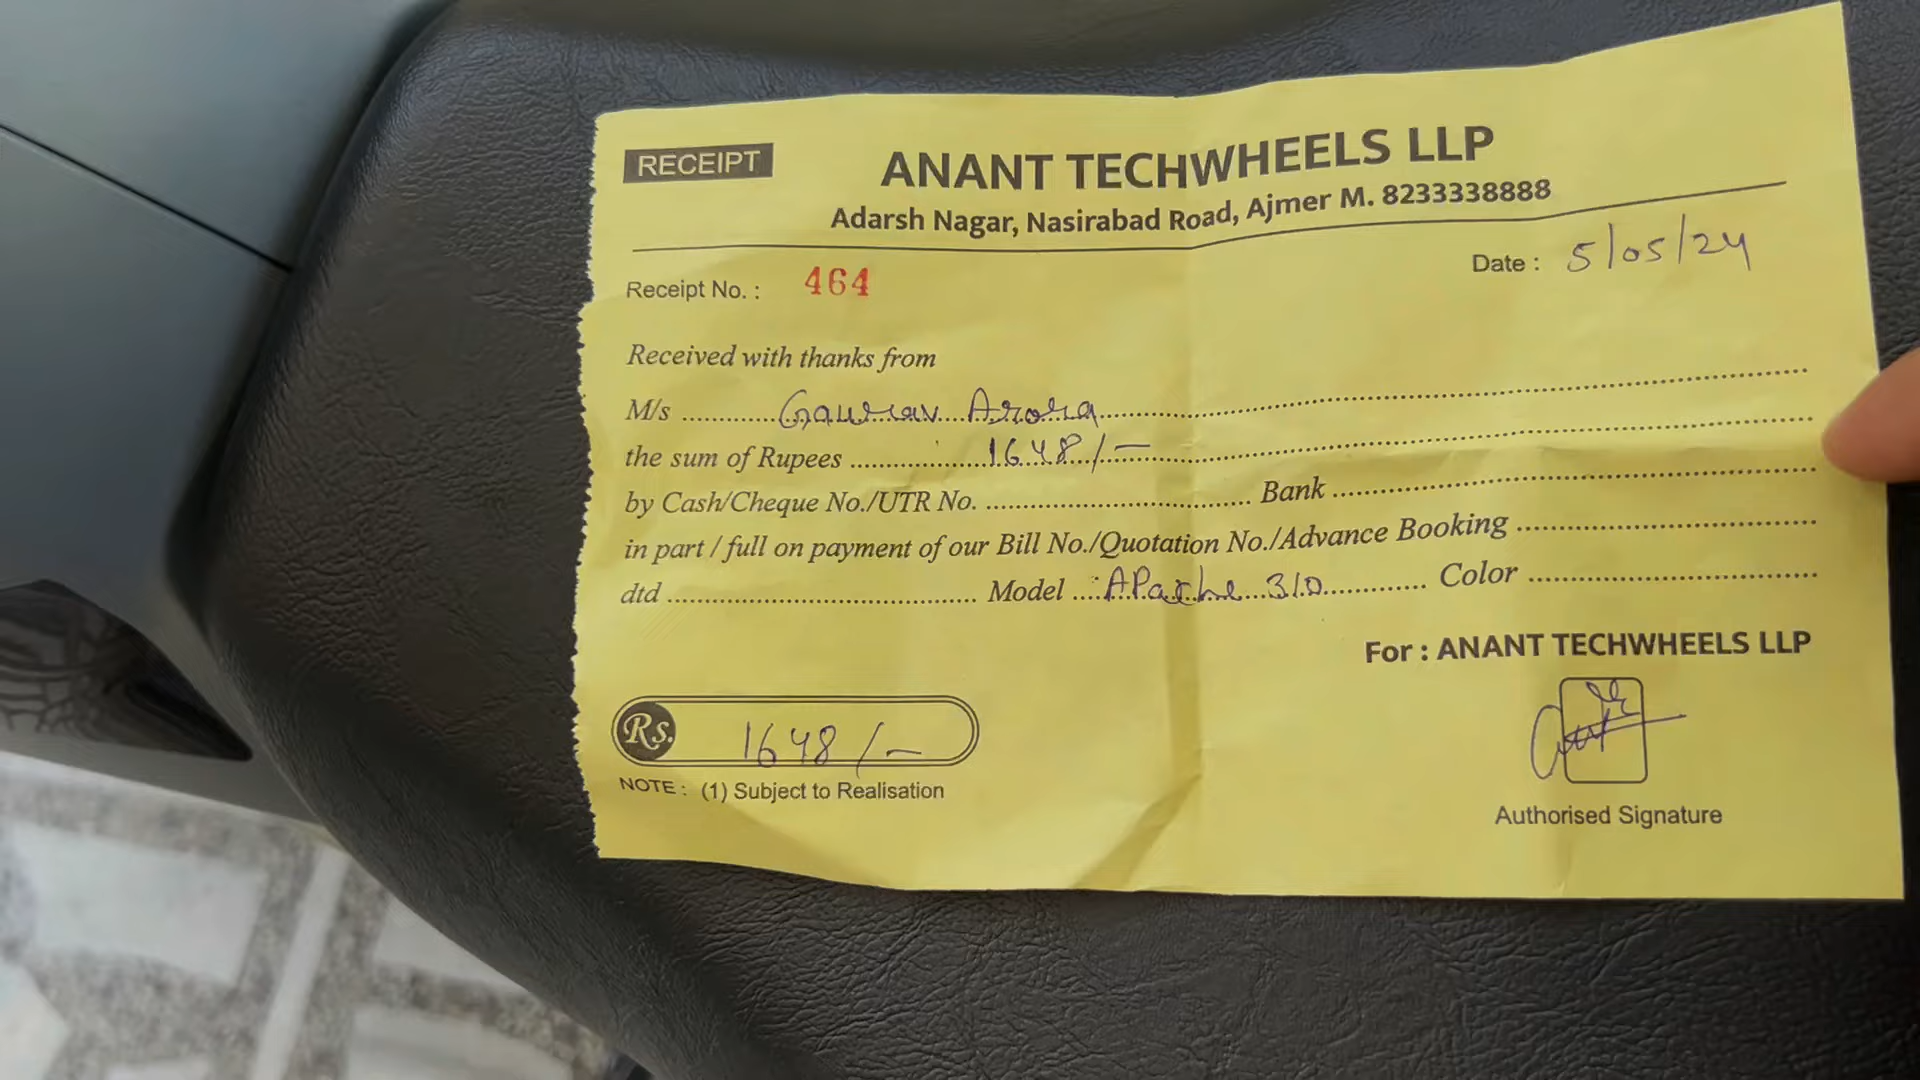 RECEIPT
ANANT TECHWHEELS LLP
Adarsh Nagar, Nasirabad Road, Ajmer M. 8233338888
Receipt No. : 464
Date : 5/05/24
Received with thanks from
M/s ............Gaurav Arora............
the sum of Rupees ............1648/-............
by Cash/Cheque No./UTR No. ............ Bank ............
in part / full on payment of our Bill No./Quotation No./Advance Booking ............
dtd ............ Model ....APache 310............ Color ............
For : ANANT TECHWHEELS LLP
Rs. 1648/-
NOTE : (1) Subject to Realisation
Authorised Signature